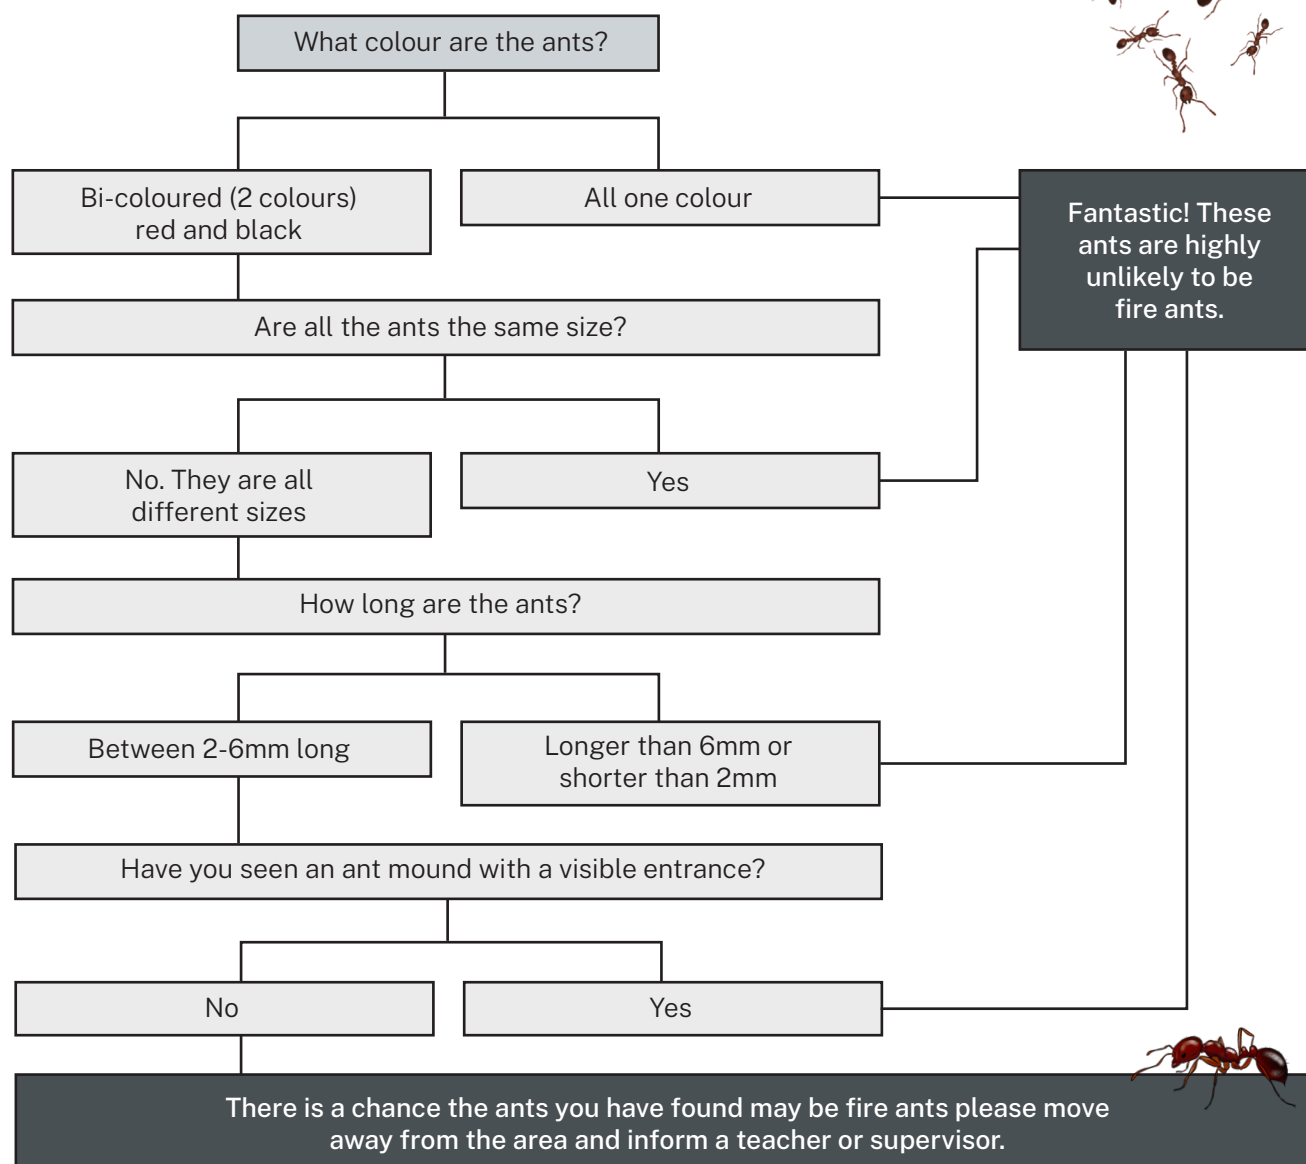 What colour are the ants?
Bi-coloured (2 colours)
red and black
All one colour
Fantastic! These
ants are highly
unlikely to be
fire ants.
Are all the ants the same size?
No. They are all
different sizes
Yes
How long are the ants?
Between 2-6mm long
Longer than 6mm or
shorter than 2mm
Have you seen an ant mound with a visible entrance?
No
Yes
There is a chance the ants you have found may be fire ants please move
away from the area and inform a teacher or supervisor.